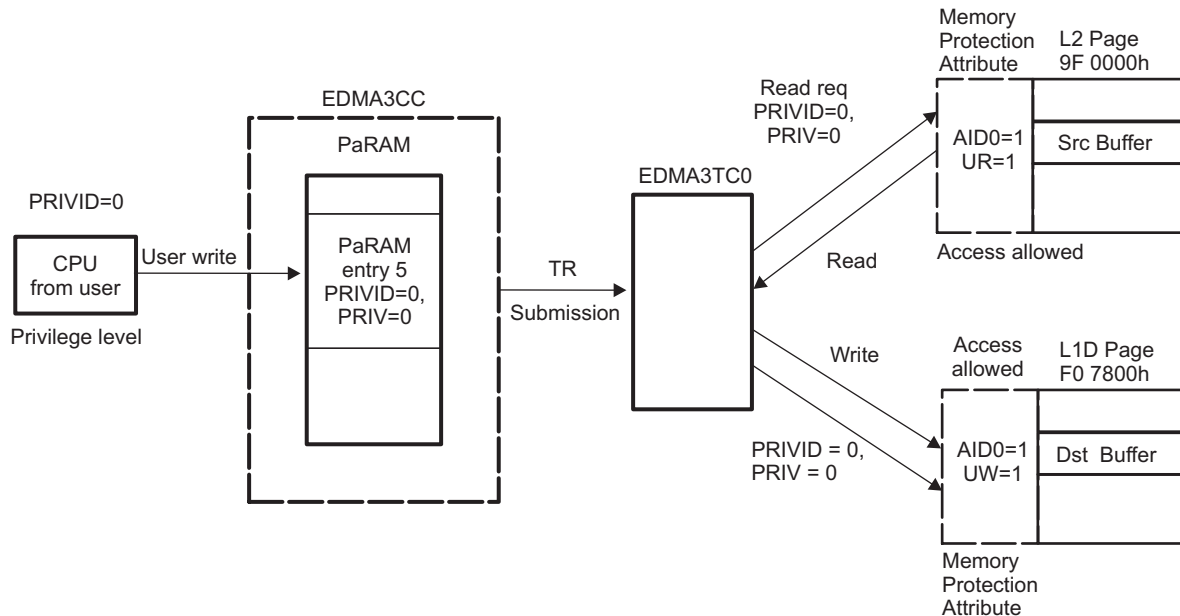 PRIVID=0
CPU
from user
Privilege level
User write
EDMA3CC
PaRAM
PaRAM
entry 5
PRIVID=0,
PRIV=0
TR
Submission
EDMA3TC0
Read req
PRIVID=0,
PRIV=0
Read
Memory
Protection
Attribute
L2 Page
9F 0000h
AID0=1
UR=1
Src Buffer
Access allowed
Write
PRIVID = 0,
PRIV = 0
Access
allowed
L1D Page
F0 7800h
AID0=1
UW=1
Dst Buffer
Memory
Protection
Attribute